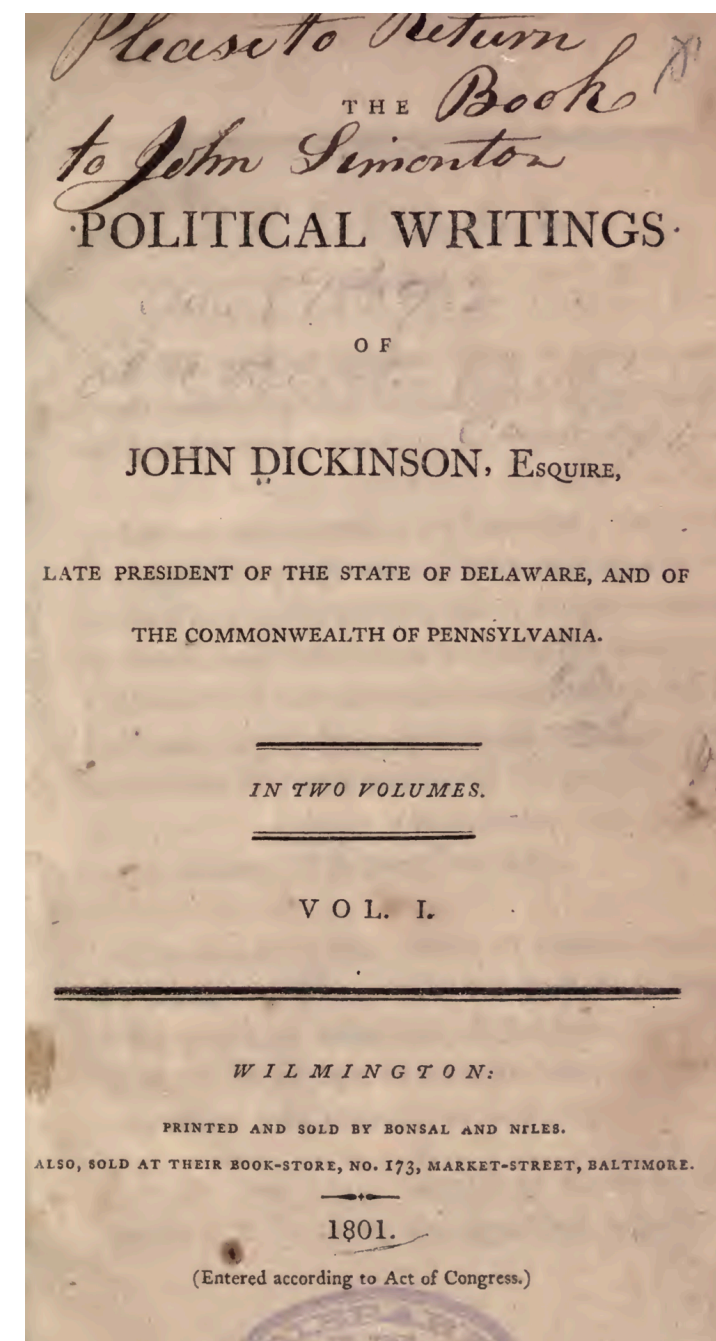 Please to Return
THE Book
to John Simonton
POLITICAL WRITINGS
OF
JOHN DICKINSON, ESQUIRE,
LATE PRESIDENT OF THE STATE OF DELAWARE, AND OF
THE COMMONWEALTH OF PENNSYLVANIA.
IN TWO VOLUMES.
VOL. I.
WILMINGTON:
PRINTED AND SOLD BY BONSAL AND NILES.
ALSO, SOLD AT THEIR BOOK-STORE, NO. 173, MARKET-STREET, BALTIMORE.
1801.
(Entered according to Act of Congress.)